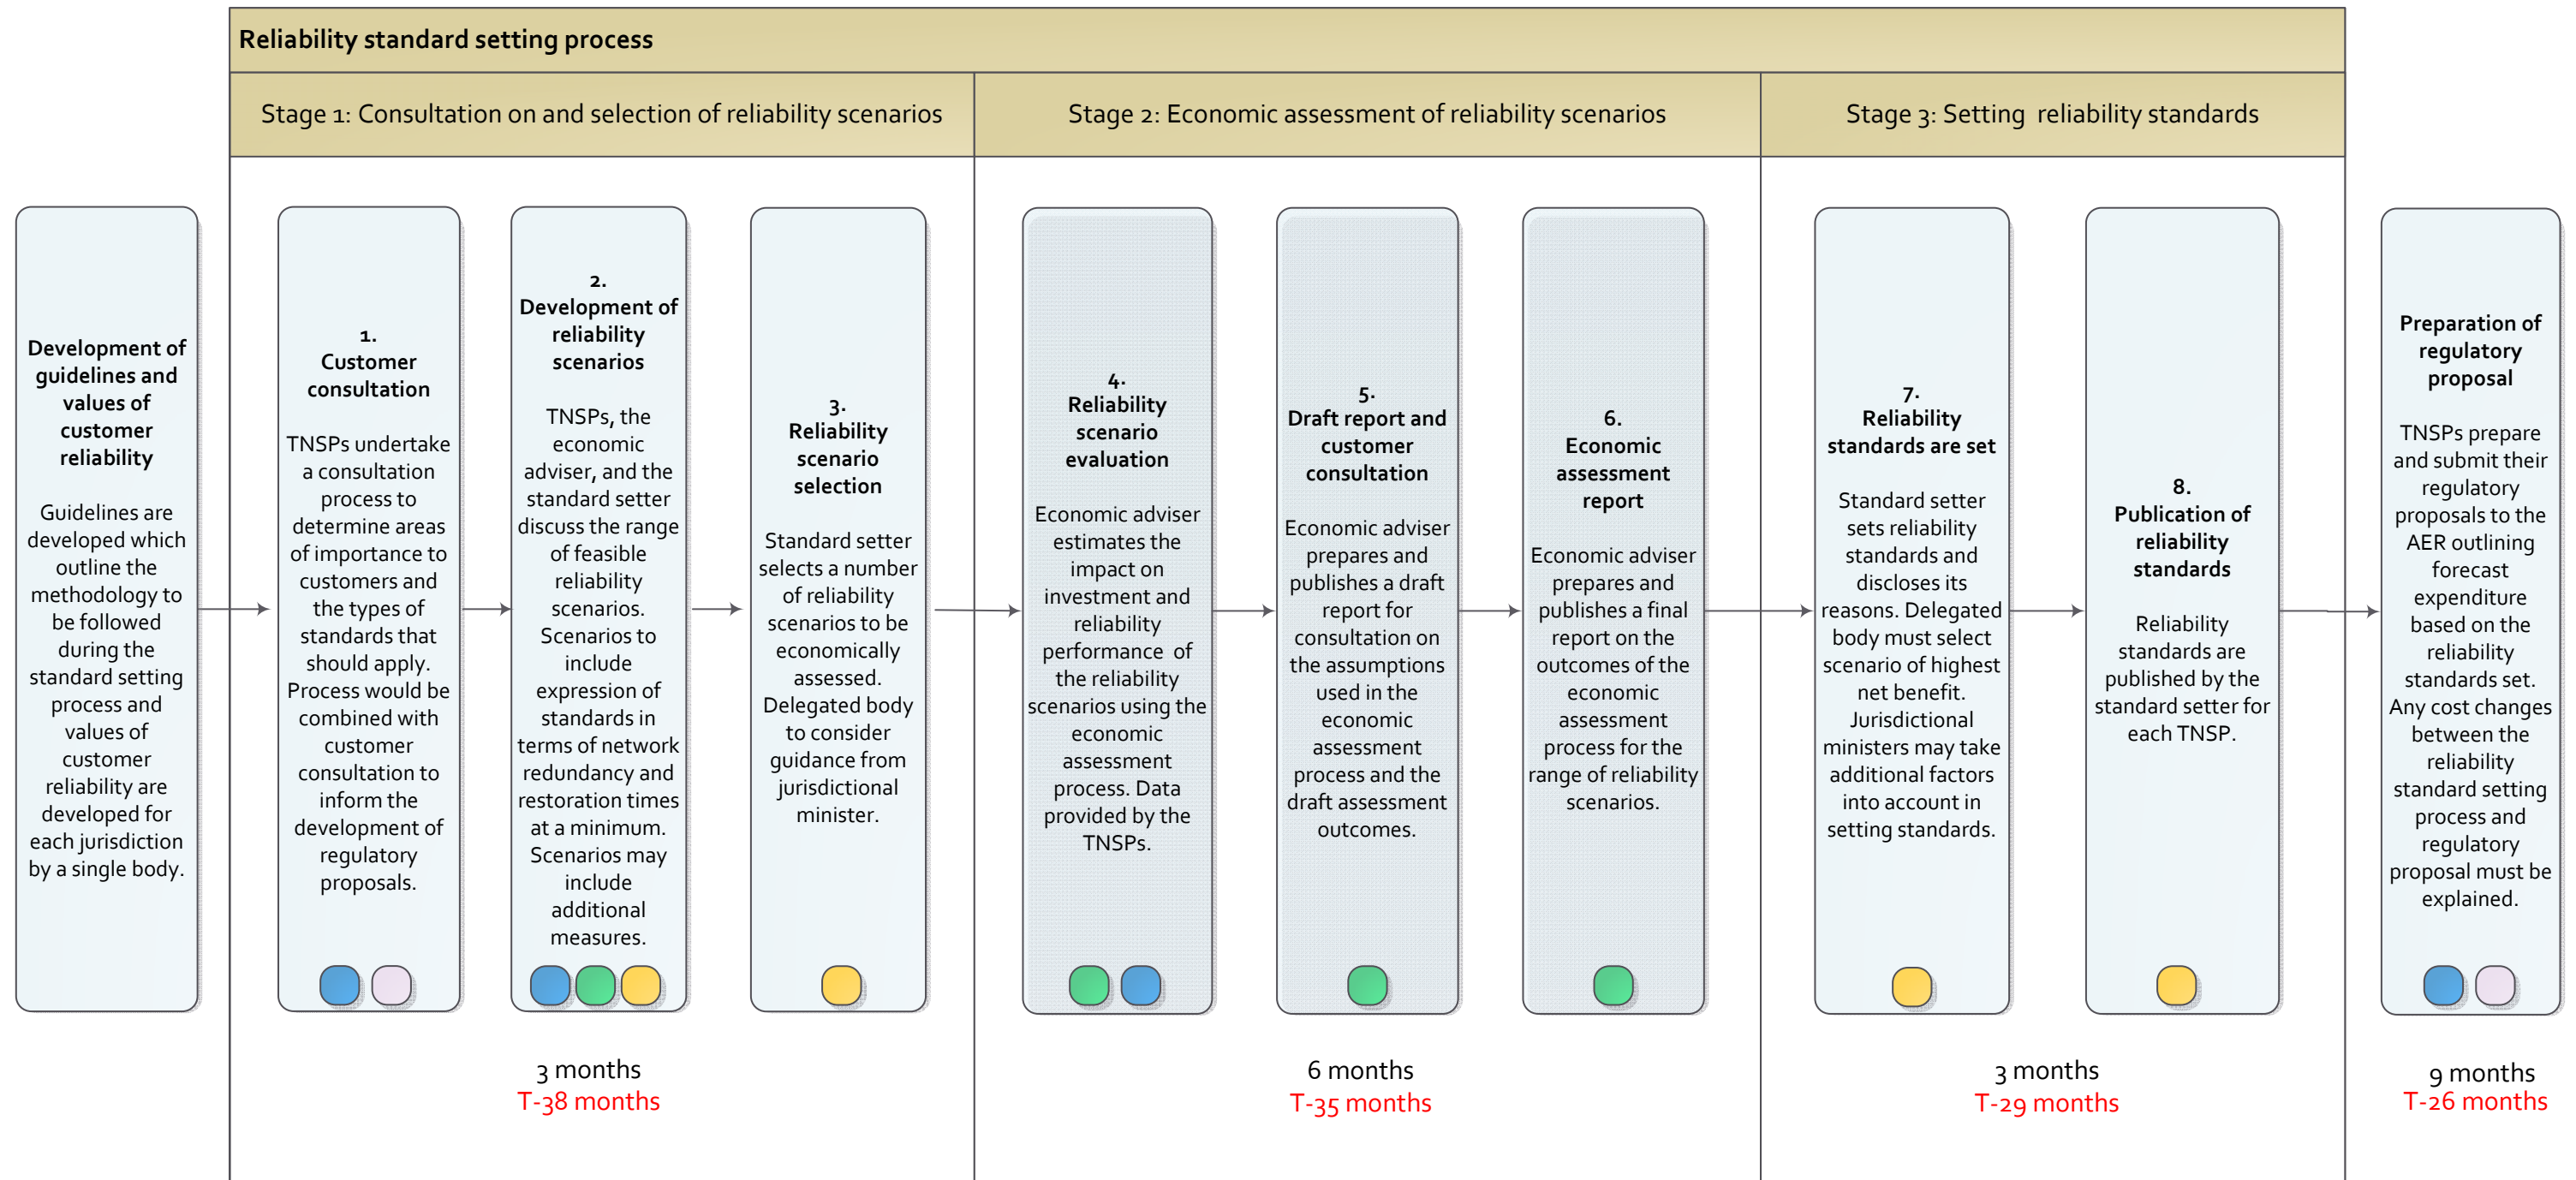 Reliability standard setting process
Stage 1: Consultation on and selection of reliability scenarios
Stage 2: Economic assessment of reliability scenarios
Stage 3: Setting reliability standards
Development of
guidelines and
values of
customer
reliability
Guidelines are
developed which
outline the
methodology to
be followed
during the
standard setting
process and
values of
customer
reliability are
developed for
each jurisdiction
by a single body.
1.
Customer
consultation
TNSPs undertake
a consultation
process to
determine areas
of importance to
customers and
the types of
standards that
should apply.
Process would be
combined with
customer
consultation to
inform the
development of
regulatory
proposals.
2.
Development of
reliability
scenarios
TNSPs, the
economic
adviser, and the
standard setter
discuss the range
of feasible
reliability
scenarios.
Scenarios to
include
expression of
standards in
terms of network
redundancy and
restoration times
at a minimum.
Scenarios may
include
additional
measures.
3.
Reliability
scenario
selection
Standard setter
selects a number
of reliability
scenarios to be
economically
assessed.
Delegated body
to consider
guidance from
jurisdictional
minister.
4.
Reliability
scenario
evaluation
Economic adviser
estimates the
impact on
investment and
reliability
performance of
the reliability
scenarios using the
economic
assessment
process. Data
provided by the
TNSPs.
5.
Draft report and
customer
consultation
Economic adviser
prepares and
publishes a draft
report for
consultation on
the assumptions
used in the
economic
assessment
process and the
draft assessment
outcomes.
6.
Economic
assessment
report
Economic adviser
prepares and
publishes a final
report on the
outcomes of the
economic
assessment
process for the
range of reliability
scenarios.
7.
Reliability
standards are set
Standard setter
sets reliability
standards and
discloses its
reasons. Delegated
body must select
scenario of highest
net benefit.
Jurisdictional
ministers may take
additional factors
into account in
setting standards.
8.
Publication of
reliability
standards
Reliability
standards are
published by the
standard setter for
each TNSP.
Preparation of
regulatory
proposal
TNSPs prepare
and submit their
regulatory
proposals to the
AER outlining
forecast
expenditure
based on the
reliability
standards set.
Any cost changes
between the
reliability
standard setting
process and
regulatory
proposal must be
explained.
3 months
T-38 months
6 months
T-35 months
3 months
T-29 months
9 months
T-26 months